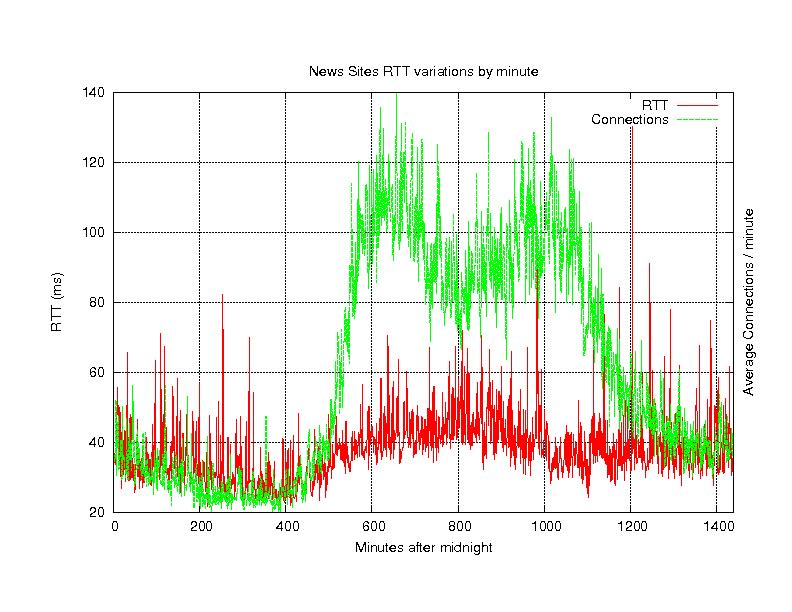 News Sites RTT variations by minute
RTT
Connections
140
120
100
80
60
40
20
0
200
400
600
800
1000
1200
1400
RTT (ms)
Average Connections / minute
Minutes after midnight